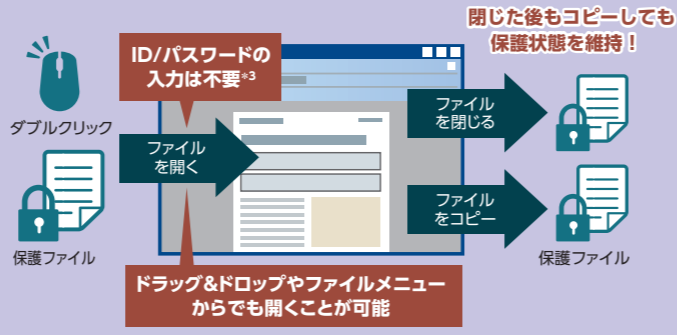 閉じた後もコピーしても
保護状態を維持！
ID/パスワードの
入力は不要*3
ダブルクリック
ファイル
を開く
保護ファイル
ファイル
を閉じる
ファイル
をコピー
保護ファイル
ドラッグ&ドロップやファイルメニュー
からでも開くことが可能